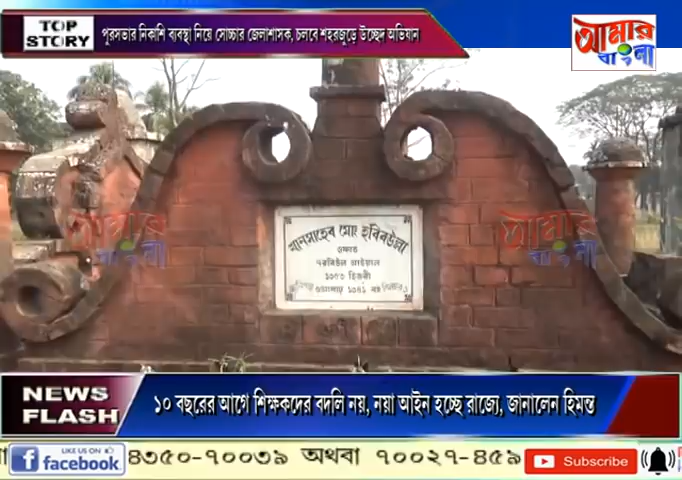 TOP STORY
পুরসভার নিকাশি ব্যবস্থা নিয়ে সোচ্চার জেলাশাসক, চলবে শহরজুড়ে উচ্ছেদ অভিযান
আমার বাংলা
খানসাহেব মোঃ হবিবউল্লা
১৩৫৩ হিজরী
আমার বাংলা
আমার বাংলা
NEWS FLASH
১০ বছরের আগে শিক্ষকদের বদলি নয়, নয়া আইন হচ্ছে রাজ্যে, জানালেন হিমন্ত
LIKE US ON
facebook
৪৩৫০-৭০০৩৯ অথবা ৭০০২৭-৪৫৯
Subscribe